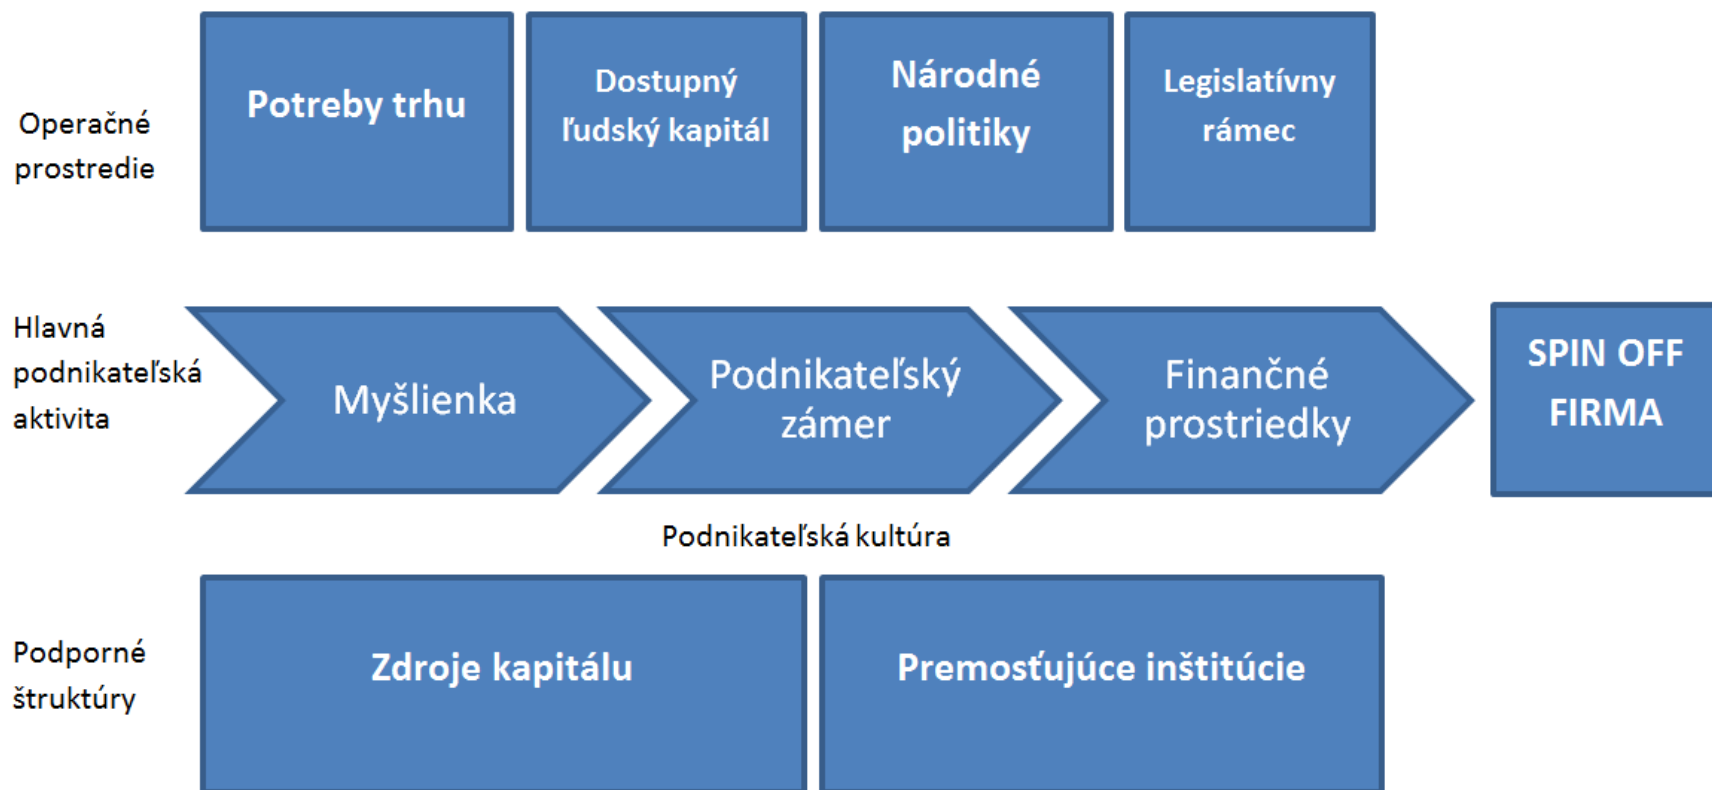 Operačné
prostredie
Potreby trhu
Dostupný
ľudský kapitál
Národné
politiky
Legislatívny
rámec
Hlavná
podnikateľská
aktivita
Myšlienka
Podnikateľský
zámer
Finančné
prostriedky
SPIN OFF
FIRMA
Podnikateľská kultúra
Podporné
štruktúry
Zdroje kapitálu
Premosťujúce inštitúcie